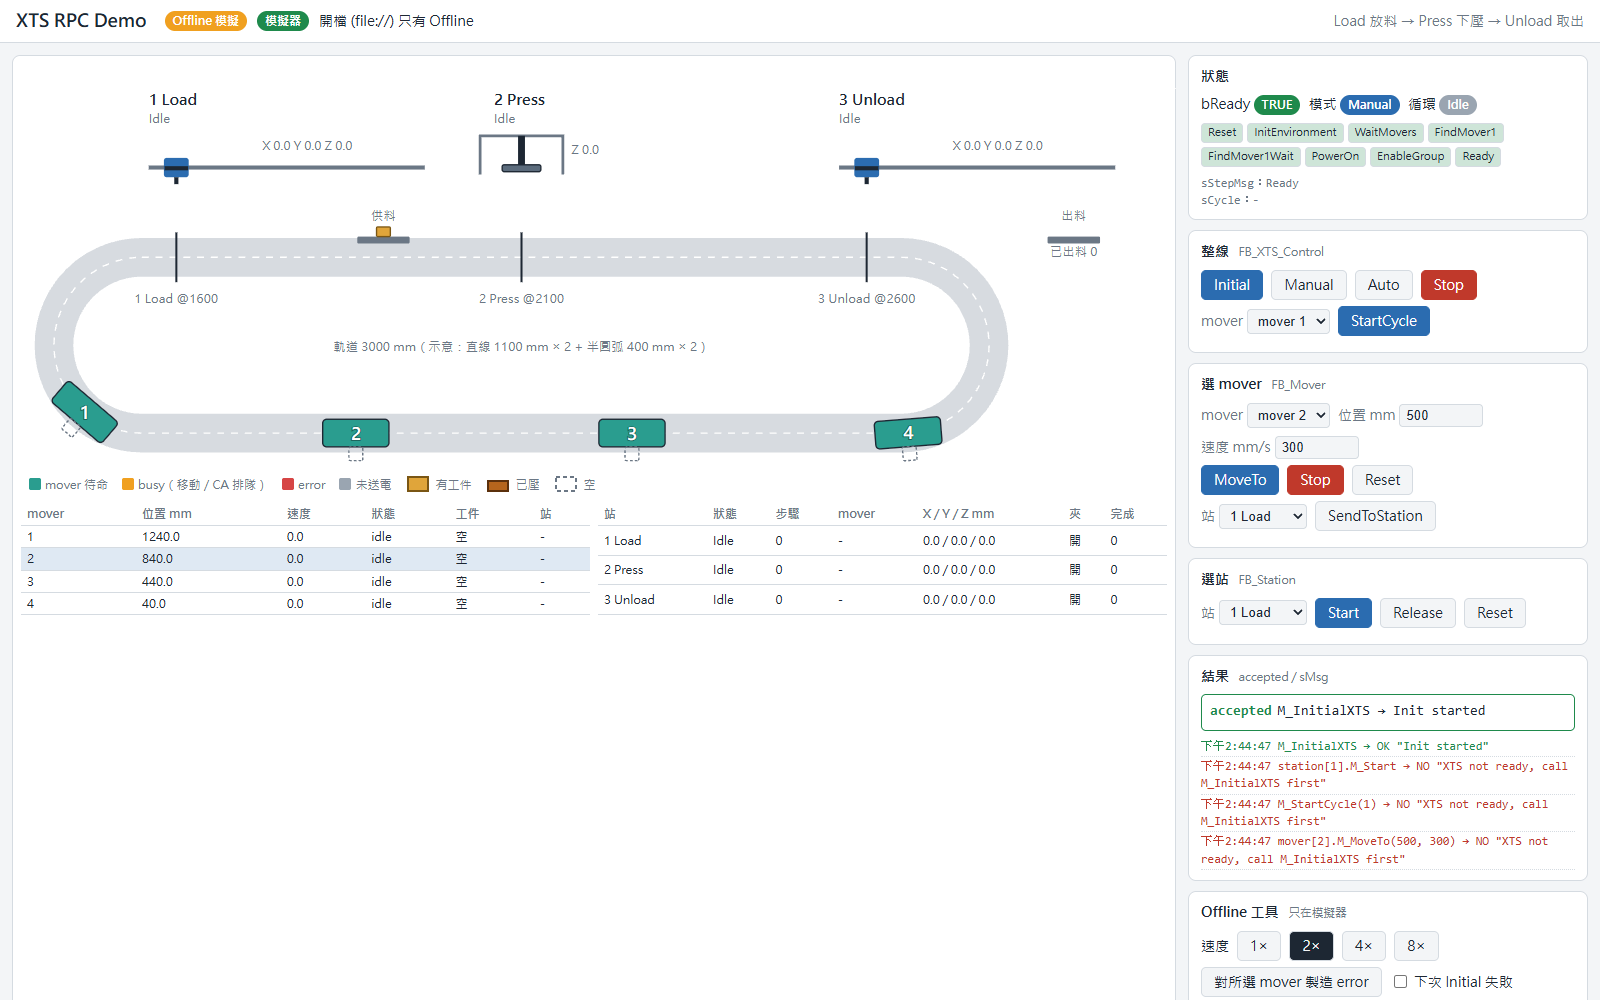 XTS RPC Demo Offline 模擬 模擬器 開檔 (file://) 只有 Offline Load 放料 → Press 下壓 → Unload 取出
1 Load 2 Press 3 Unload
Idle Idle Idle
X 0.0 Y 0.0 Z 0.0 Z 0.0 X 0.0 Y 0.0 Z 0.0
供料 出料
已出料 0
1 Load @1600 2 Press @2100 3 Unload @2600
軌道 3000 mm ( 示意：直線 1100 mm × 2 + 半圓弧 400 mm × 2 )
1 2 3 4
mover 待命 busy ( 移動 / CA 排隊 ) error 未送電 有工件 已壓 空
mover 位置 mm 速度 狀態 工件 站
1 1240.0 0.0 idle 空 -
2 840.0 0.0 idle 空 -
3 440.0 0.0 idle 空 -
4 40.0 0.0 idle 空 -
站 狀態 步驟 mover X / Y / Z mm 夾 完成
1 Load Idle 0 - 0.0 / 0.0 / 0.0 開 0
2 Press Idle 0 - 0.0 / 0.0 / 0.0 開 0
3 Unload Idle 0 - 0.0 / 0.0 / 0.0 開 0
狀態
bReady TRUE 模式 Manual 循環 Idle
Reset InitEnvironment WaitMovers FindMover1
FindMover1Wait PowerOn EnableGroup Ready
sStepMsg：Ready
sCycle：-
整線 FB_XTS_Control
Initial Manual Auto Stop
mover mover 1 StartCycle
選 mover FB_Mover
mover mover 2 位置 mm 500
速度 mm/s 300
MoveTo Stop Reset
站 1 Load SendToStation
選站 FB_Station
站 1 Load Start Release Reset
結果 accepted / sMsg
accepted M_InitialXTS → Init started
下午2:44:47 M_InitialXTS → OK "Init started"
下午2:44:47 station[1].M_Start → NO "XTS not ready, call
M_InitialXTS first"
下午2:44:47 M_StartCycle(1) → NO "XTS not ready, call
M_InitialXTS first"
下午2:44:47 mover[2].M_MoveTo(500, 300) → NO "XTS not
ready, call M_InitialXTS first"
Offline 工具 只在模擬器
速度 1× 2× 4× 8×
對所選 mover 製造 error 下次 Initial 失敗